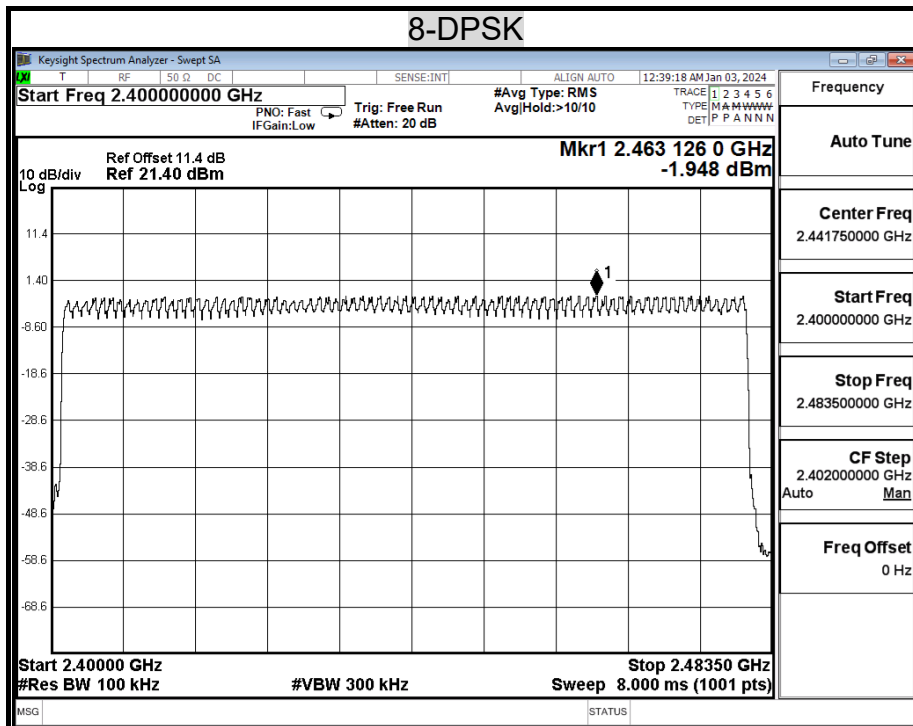 8-DPSK
Keysight Spectrum Analyzer - Swept SA
LXI T RF 50 Ω DC SENSE:INT ALIGN AUTO 12:39:18 AM Jan 03, 2024
Start Freq 2.400000000 GHz
PNO: Fast
IFGain:Low
Trig: Free Run
#Atten: 20 dB
#Avg Type: RMS
Avg|Hold:>10/10
TRACE 1 2 3 4 5 6
TYPE M A M W W W W
DET P P A N N N
Frequency
Ref Offset 11.4 dB
10 dB/div Ref 21.40 dBm
Log
Mkr1 2.463 126 0 GHz
-1.948 dBm
11.4
1.40
-8.60
-18.6
-28.6
-38.6
-48.6
-58.6
-68.6
1
Start 2.40000 GHz Stop 2.48350 GHz
#Res BW 100 kHz #VBW 300 kHz Sweep 8.000 ms (1001 pts)
Auto Tune
Center Freq
2.441750000 GHz
Start Freq
2.400000000 GHz
Stop Freq
2.483500000 GHz
CF Step
2.402000000 GHz
Auto Man
Freq Offset
0 Hz
MSG STATUS